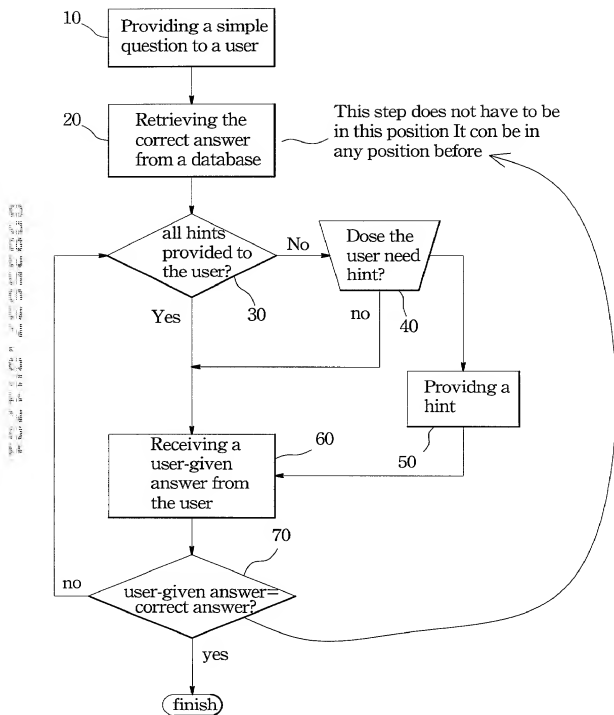 10
Providing a simple
question to a user
20
Retrieving the
correct answer
from a database
This step does not have to be
in this position It con be in
any position before
all hints
provided to
the user?
No
30
Yes
Dose the
user need
hint?
40
no
Providng a
hint
50
Receiving a
user-given
answer from
the user
60
70
user-given answer=
correct answer?
no
yes
finish